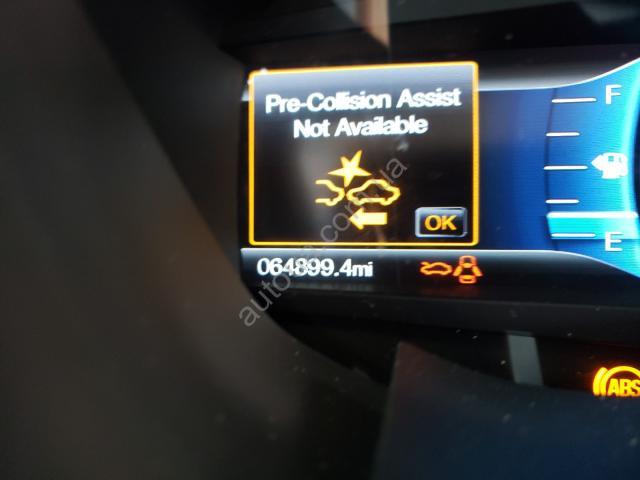 Pre-Collision Assist
Not Available
OK
064899.4mi
F
E
ABS